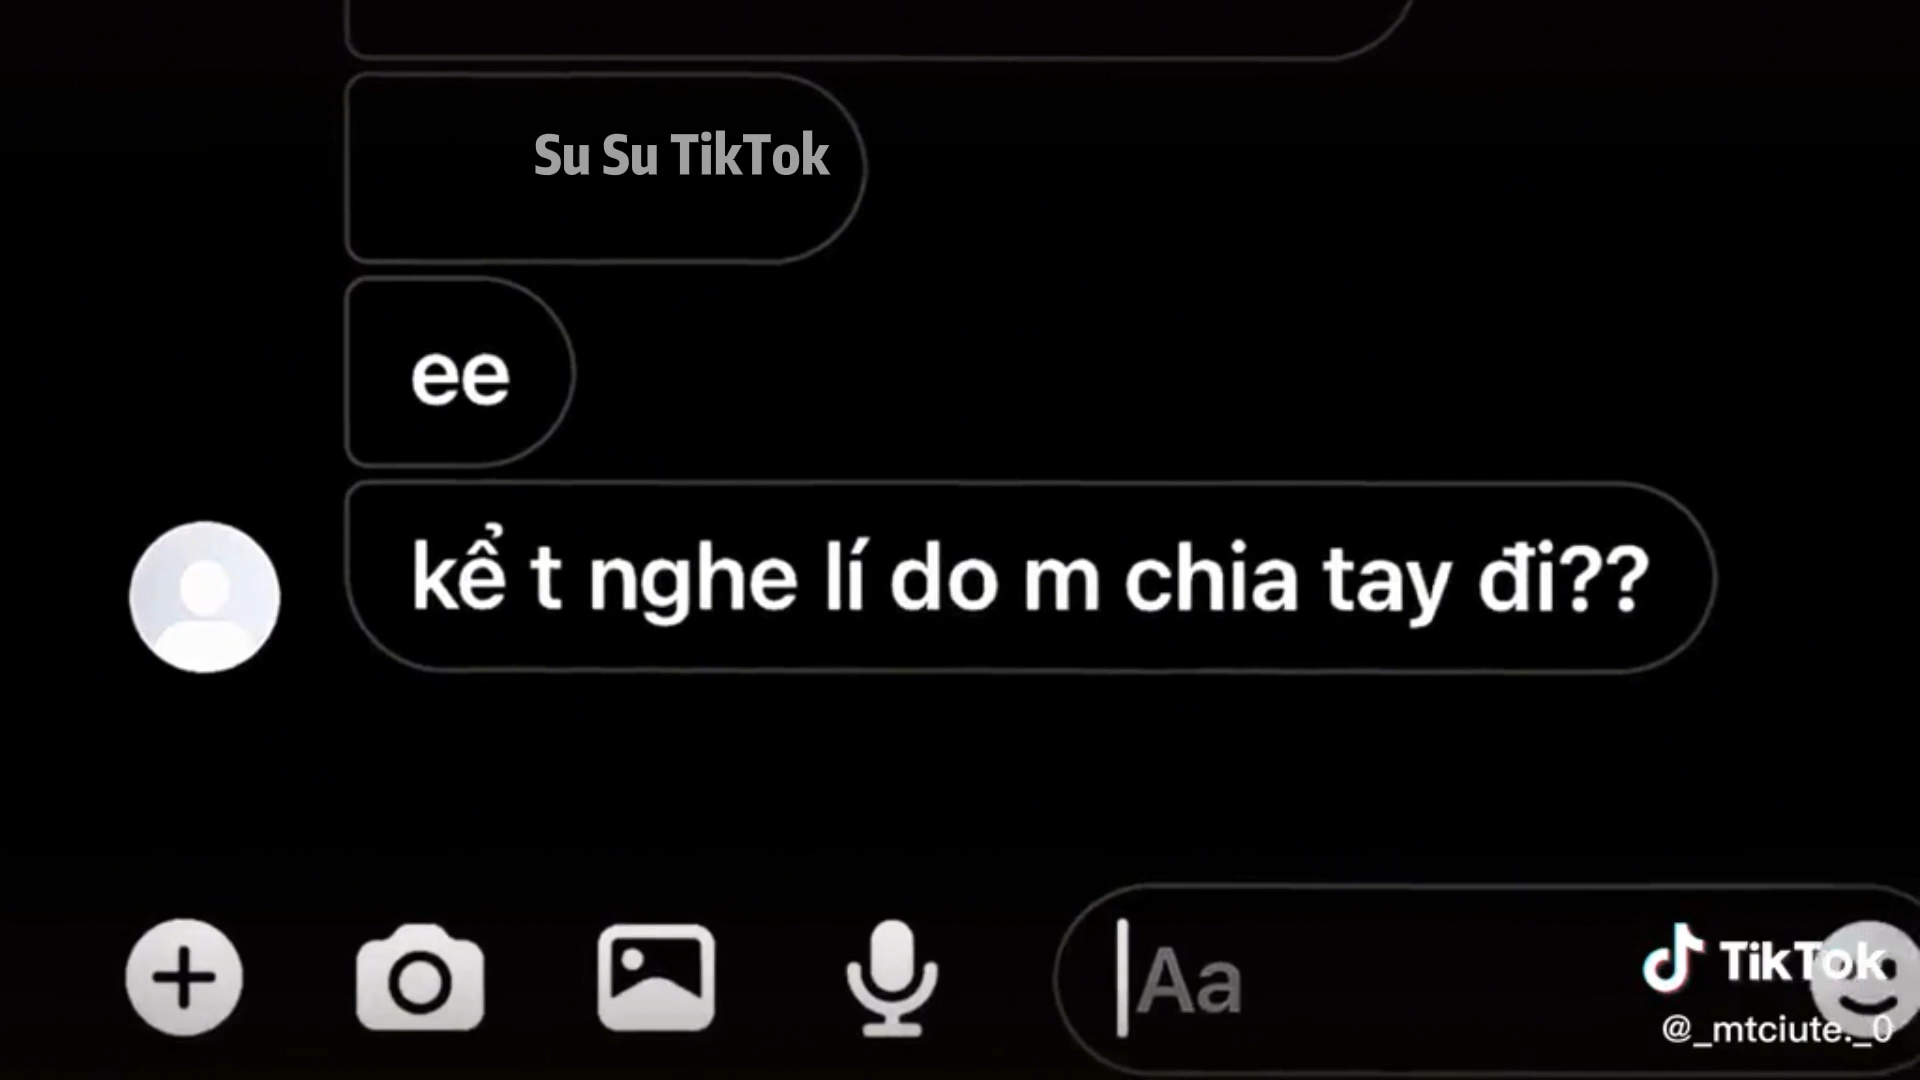 Su Su TikTok
ee
kể t nghe lí do m chia tay đi??
Aa
TikTok
@_mtciute._0